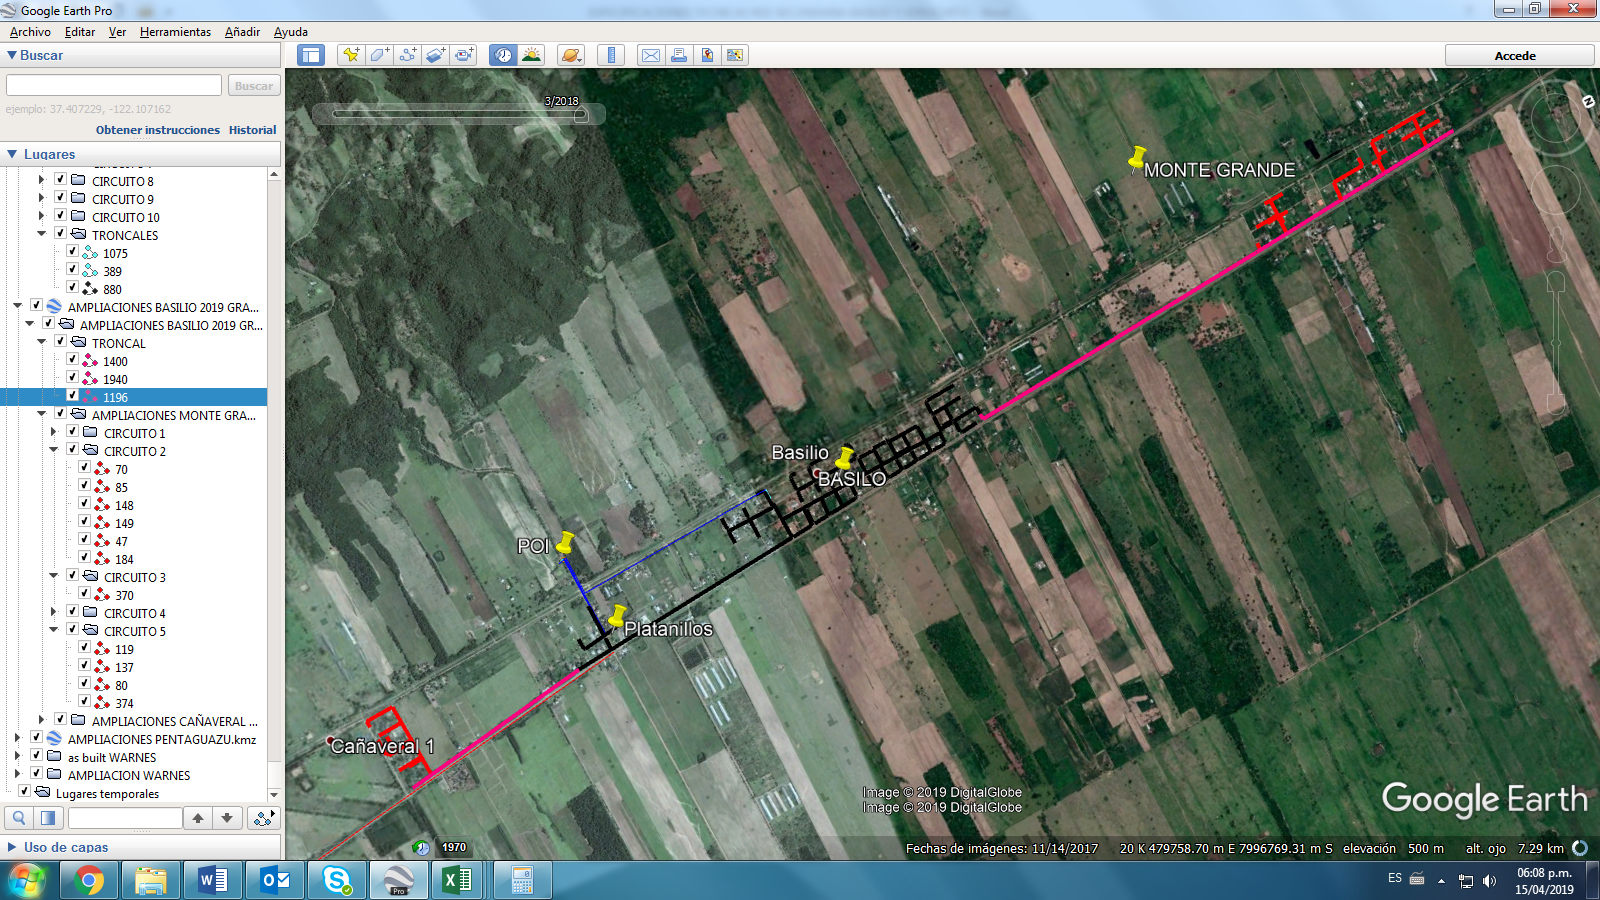 Google Earth Pro
Archivo Editar Ver Herramientas Añadir Ayuda
Buscar
Buscar
ejemplo: 37.407229, -122.107162
Obtener instrucciones Historial
Lugares
CIRCUITO 8
CIRCUITO 9
CIRCUITO 10
TRONCALES
1075
389
880
AMPLIACIONES BASILIO 2019 GRA...
AMPLIACIONES BASILIO 2019 GR...
TRONCAL
1400
1940
1196
AMPLIACIONES MONTE GRA...
CIRCUITO 1
CIRCUITO 2
70
85
148
149
47
184
CIRCUITO 3
370
CIRCUITO 4
CIRCUITO 5
119
137
80
374
AMPLIACIONES CAÑAVERAL ...
AMPLIACIONES PENTAGUAZU.kmz
as built WARNES
AMPLIACION WARNES
Lugares temporales
Uso de capas
Accede
3/2018
N
MONTE GRANDE
Basilio
BASILO
POI
Platanillos
Cañaveral 1
Image © 2019 DigitalGlobe
Image © 2019 DigitalGlobe
Google Earth
1970
Fechas de imágenes: 11/14/2017 20 K 479758.70 m E 7996769.31 m S elevación 500 m alt. ojo 7.29 km
Pro
ES
06:08 p.m.
15/04/2019